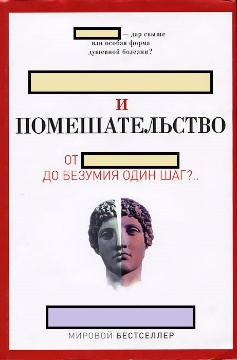 — дар свыше
или особая форма
душевной болезни?
И
ПОМЕШАТЕЛЬСТВО
ОТ
ДО БЕЗУМИЯ ОДИН ШАГ?..
МИРОВОЙ БЕСТСЕЛЛЕР